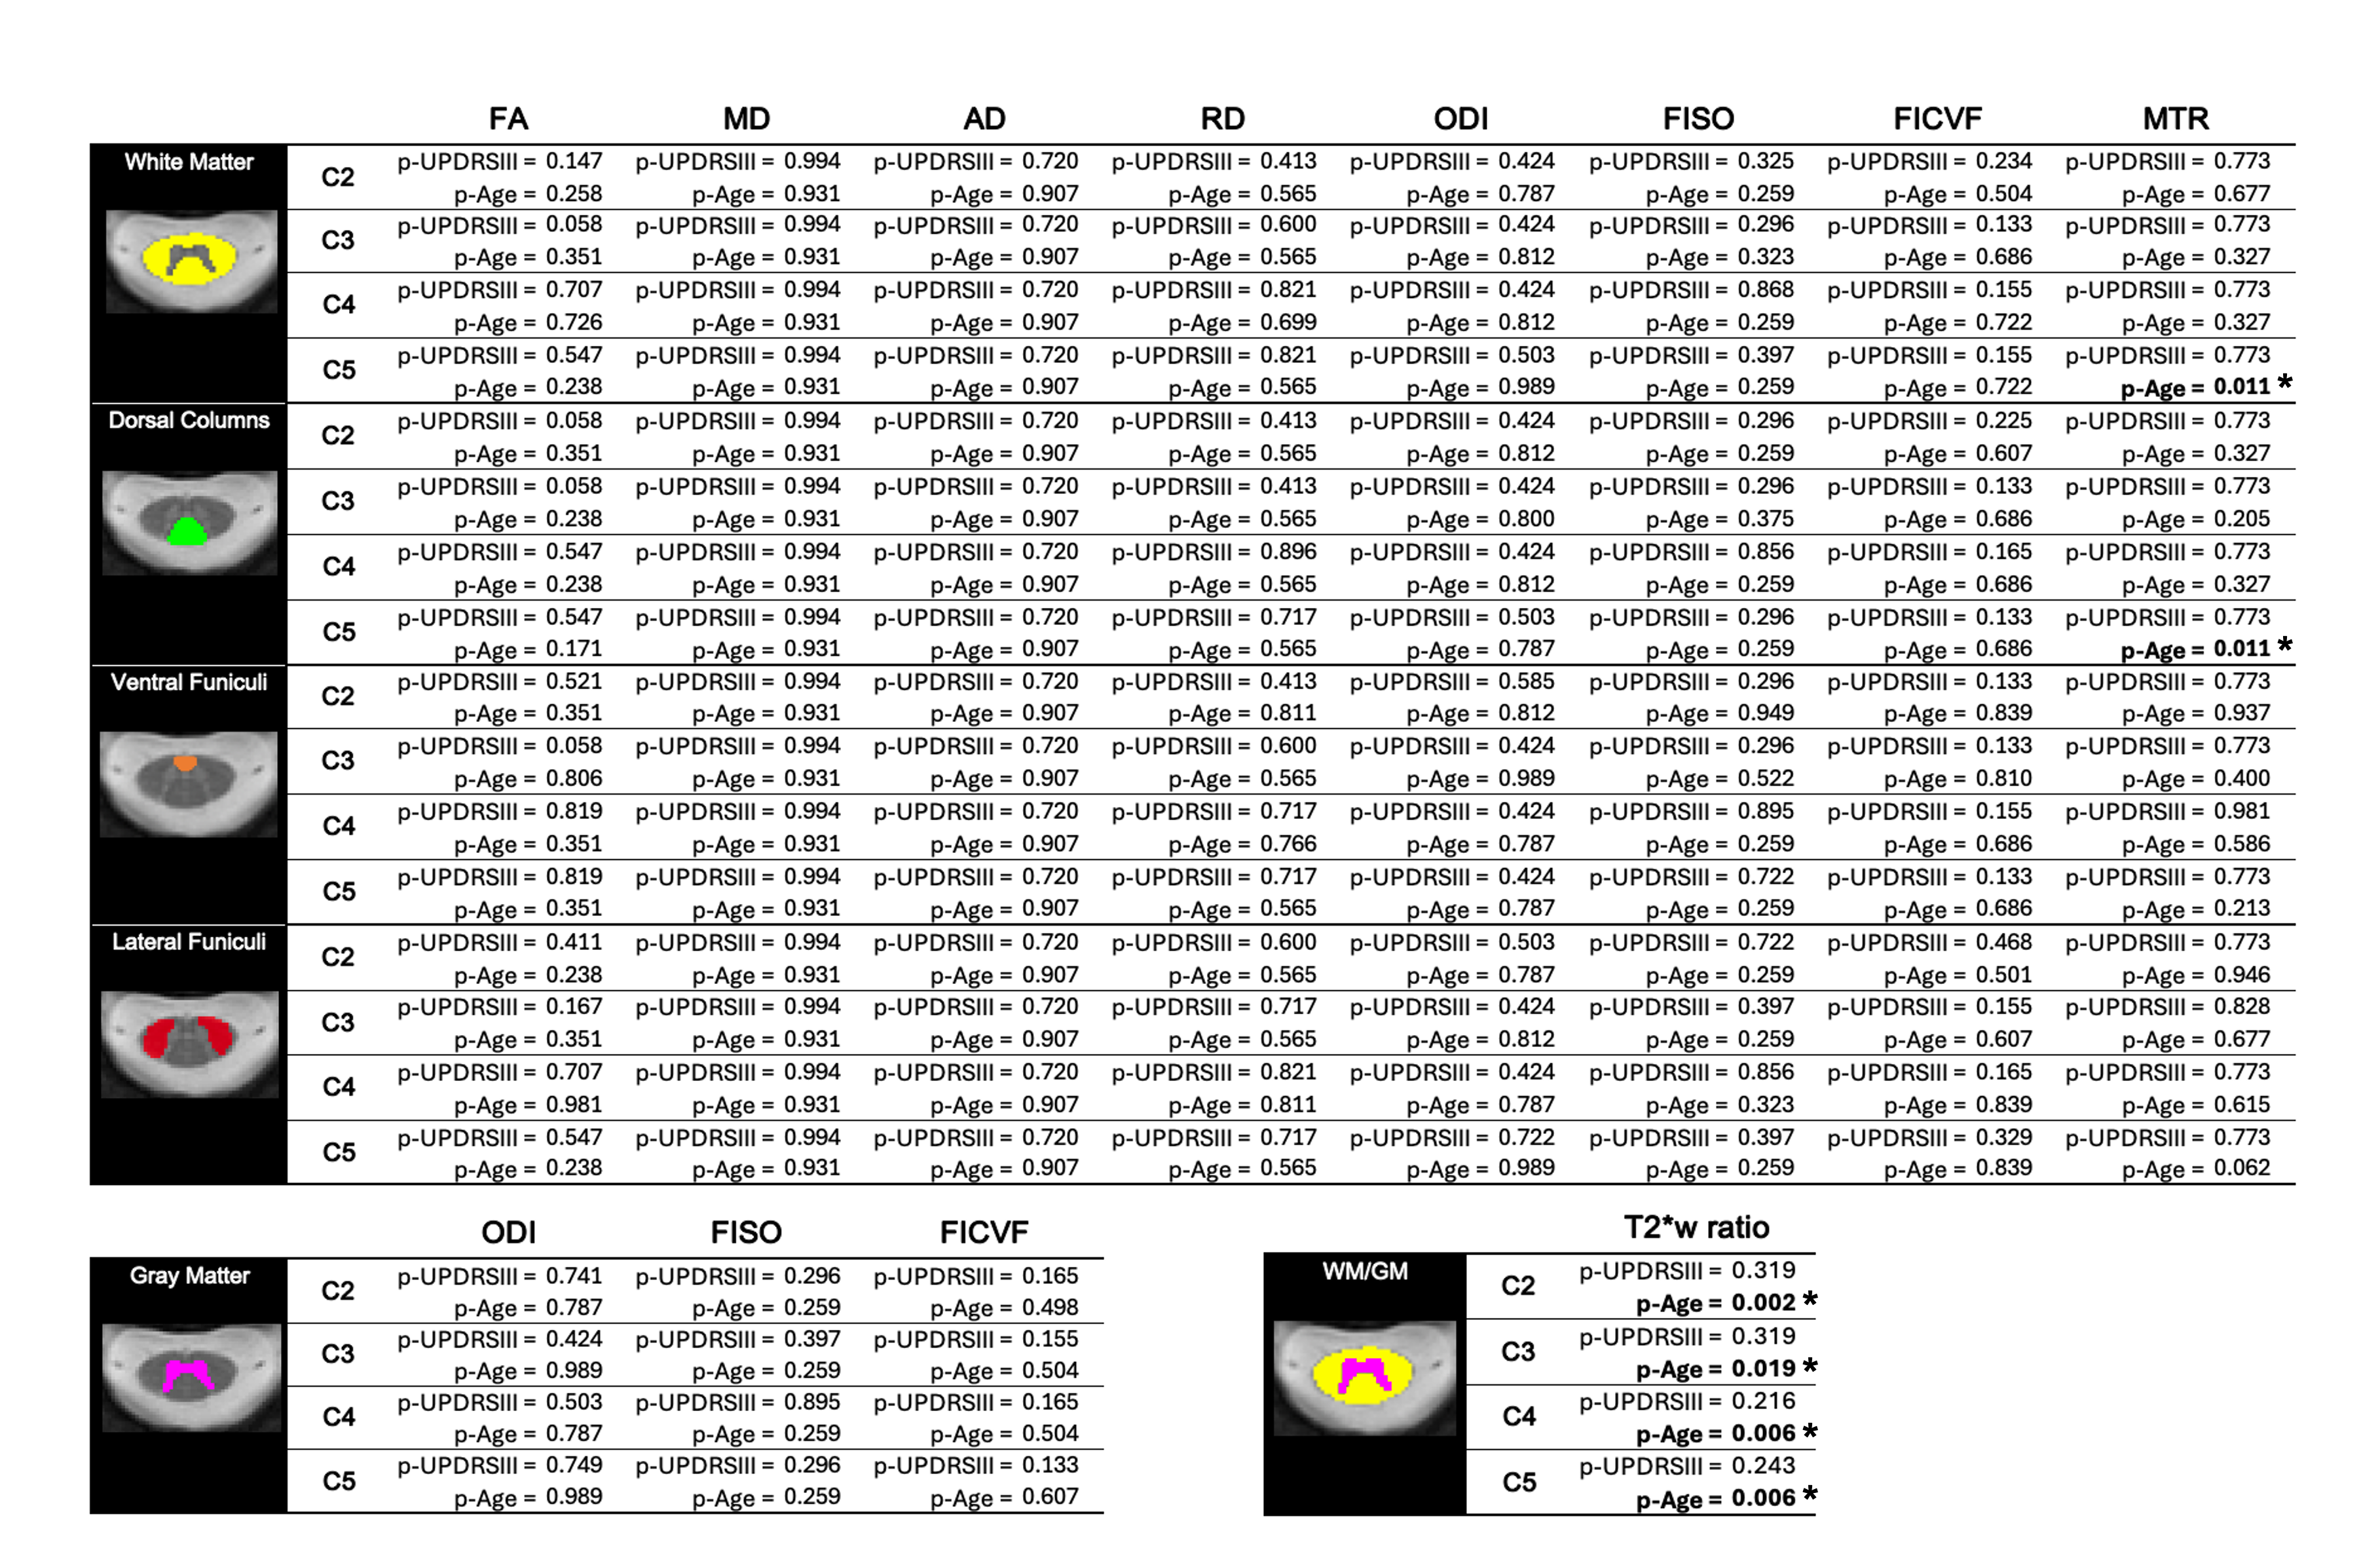 FA MD AD RD ODI FISO FICVF MTR
White Matter
C2
p-UPDRSIII = 0.147 p-UPDRSIII = 0.994 p-UPDRSIII = 0.720 p-UPDRSIII = 0.413 p-UPDRSIII = 0.424 p-UPDRSIII = 0.325 p-UPDRSIII = 0.234 p-UPDRSIII = 0.773
p-Age = 0.258 p-Age = 0.931 p-Age = 0.907 p-Age = 0.565 p-Age = 0.787 p-Age = 0.259 p-Age = 0.504 p-Age = 0.677
C3
p-UPDRSIII = 0.058 p-UPDRSIII = 0.994 p-UPDRSIII = 0.720 p-UPDRSIII = 0.600 p-UPDRSIII = 0.424 p-UPDRSIII = 0.296 p-UPDRSIII = 0.133 p-UPDRSIII = 0.773
p-Age = 0.351 p-Age = 0.931 p-Age = 0.907 p-Age = 0.565 p-Age = 0.812 p-Age = 0.323 p-Age = 0.686 p-Age = 0.327
C4
p-UPDRSIII = 0.707 p-UPDRSIII = 0.994 p-UPDRSIII = 0.720 p-UPDRSIII = 0.821 p-UPDRSIII = 0.424 p-UPDRSIII = 0.868 p-UPDRSIII = 0.155 p-UPDRSIII = 0.773
p-Age = 0.726 p-Age = 0.931 p-Age = 0.907 p-Age = 0.699 p-Age = 0.812 p-Age = 0.259 p-Age = 0.722 p-Age = 0.327
C5
p-UPDRSIII = 0.547 p-UPDRSIII = 0.994 p-UPDRSIII = 0.720 p-UPDRSIII = 0.821 p-UPDRSIII = 0.503 p-UPDRSIII = 0.397 p-UPDRSIII = 0.155 p-UPDRSIII = 0.773
p-Age = 0.238 p-Age = 0.931 p-Age = 0.907 p-Age = 0.565 p-Age = 0.989 p-Age = 0.259 p-Age = 0.722 p-Age = 0.011 *
Dorsal Columns
C2
p-UPDRSIII = 0.058 p-UPDRSIII = 0.994 p-UPDRSIII = 0.720 p-UPDRSIII = 0.413 p-UPDRSIII = 0.424 p-UPDRSIII = 0.296 p-UPDRSIII = 0.225 p-UPDRSIII = 0.773
p-Age = 0.351 p-Age = 0.931 p-Age = 0.907 p-Age = 0.565 p-Age = 0.812 p-Age = 0.259 p-Age = 0.607 p-Age = 0.327
C3
p-UPDRSIII = 0.058 p-UPDRSIII = 0.994 p-UPDRSIII = 0.720 p-UPDRSIII = 0.413 p-UPDRSIII = 0.424 p-UPDRSIII = 0.296 p-UPDRSIII = 0.133 p-UPDRSIII = 0.773
p-Age = 0.238 p-Age = 0.931 p-Age = 0.907 p-Age = 0.565 p-Age = 0.800 p-Age = 0.375 p-Age = 0.686 p-Age = 0.205
C4
p-UPDRSIII = 0.547 p-UPDRSIII = 0.994 p-UPDRSIII = 0.720 p-UPDRSIII = 0.896 p-UPDRSIII = 0.424 p-UPDRSIII = 0.856 p-UPDRSIII = 0.165 p-UPDRSIII = 0.773
p-Age = 0.238 p-Age = 0.931 p-Age = 0.907 p-Age = 0.565 p-Age = 0.812 p-Age = 0.259 p-Age = 0.686 p-Age = 0.327
C5
p-UPDRSIII = 0.547 p-UPDRSIII = 0.994 p-UPDRSIII = 0.720 p-UPDRSIII = 0.717 p-UPDRSIII = 0.503 p-UPDRSIII = 0.296 p-UPDRSIII = 0.133 p-UPDRSIII = 0.773
p-Age = 0.171 p-Age = 0.931 p-Age = 0.907 p-Age = 0.565 p-Age = 0.787 p-Age = 0.259 p-Age = 0.686 p-Age = 0.011 *
Ventral Funiculi
C2
p-UPDRSIII = 0.521 p-UPDRSIII = 0.994 p-UPDRSIII = 0.720 p-UPDRSIII = 0.413 p-UPDRSIII = 0.585 p-UPDRSIII = 0.296 p-UPDRSIII = 0.133 p-UPDRSIII = 0.773
p-Age = 0.351 p-Age = 0.931 p-Age = 0.907 p-Age = 0.811 p-Age = 0.812 p-Age = 0.949 p-Age = 0.839 p-Age = 0.937
C3
p-UPDRSIII = 0.058 p-UPDRSIII = 0.994 p-UPDRSIII = 0.720 p-UPDRSIII = 0.600 p-UPDRSIII = 0.424 p-UPDRSIII = 0.296 p-UPDRSIII = 0.133 p-UPDRSIII = 0.773
p-Age = 0.806 p-Age = 0.931 p-Age = 0.907 p-Age = 0.565 p-Age = 0.989 p-Age = 0.522 p-Age = 0.810 p-Age = 0.400
C4
p-UPDRSIII = 0.819 p-UPDRSIII = 0.994 p-UPDRSIII = 0.720 p-UPDRSIII = 0.717 p-UPDRSIII = 0.424 p-UPDRSIII = 0.895 p-UPDRSIII = 0.155 p-UPDRSIII = 0.981
p-Age = 0.351 p-Age = 0.931 p-Age = 0.907 p-Age = 0.766 p-Age = 0.787 p-Age = 0.259 p-Age = 0.686 p-Age = 0.586
C5
p-UPDRSIII = 0.819 p-UPDRSIII = 0.994 p-UPDRSIII = 0.720 p-UPDRSIII = 0.717 p-UPDRSIII = 0.424 p-UPDRSIII = 0.722 p-UPDRSIII = 0.133 p-UPDRSIII = 0.773
p-Age = 0.351 p-Age = 0.931 p-Age = 0.907 p-Age = 0.565 p-Age = 0.787 p-Age = 0.259 p-Age = 0.686 p-Age = 0.213
Lateral Funiculi
C2
p-UPDRSIII = 0.411 p-UPDRSIII = 0.994 p-UPDRSIII = 0.720 p-UPDRSIII = 0.600 p-UPDRSIII = 0.503 p-UPDRSIII = 0.722 p-UPDRSIII = 0.468 p-UPDRSIII = 0.773
p-Age = 0.238 p-Age = 0.931 p-Age = 0.907 p-Age = 0.565 p-Age = 0.787 p-Age = 0.259 p-Age = 0.501 p-Age = 0.946
C3
p-UPDRSIII = 0.167 p-UPDRSIII = 0.994 p-UPDRSIII = 0.720 p-UPDRSIII = 0.717 p-UPDRSIII = 0.424 p-UPDRSIII = 0.397 p-UPDRSIII = 0.155 p-UPDRSIII = 0.828
p-Age = 0.351 p-Age = 0.931 p-Age = 0.907 p-Age = 0.565 p-Age = 0.812 p-Age = 0.259 p-Age = 0.607 p-Age = 0.677
C4
p-UPDRSIII = 0.707 p-UPDRSIII = 0.994 p-UPDRSIII = 0.720 p-UPDRSIII = 0.821 p-UPDRSIII = 0.424 p-UPDRSIII = 0.856 p-UPDRSIII = 0.165 p-UPDRSIII = 0.773
p-Age = 0.981 p-Age = 0.931 p-Age = 0.907 p-Age = 0.811 p-Age = 0.787 p-Age = 0.323 p-Age = 0.839 p-Age = 0.615
C5
p-UPDRSIII = 0.547 p-UPDRSIII = 0.994 p-UPDRSIII = 0.720 p-UPDRSIII = 0.717 p-UPDRSIII = 0.722 p-UPDRSIII = 0.397 p-UPDRSIII = 0.329 p-UPDRSIII = 0.773
p-Age = 0.238 p-Age = 0.931 p-Age = 0.907 p-Age = 0.565 p-Age = 0.989 p-Age = 0.259 p-Age = 0.839 p-Age = 0.062
ODI FISO FICVF
Gray Matter
C2
p-UPDRSIII = 0.741 p-UPDRSIII = 0.296 p-UPDRSIII = 0.165
p-Age = 0.787 p-Age = 0.259 p-Age = 0.498
C3
p-UPDRSIII = 0.424 p-UPDRSIII = 0.397 p-UPDRSIII = 0.155
p-Age = 0.989 p-Age = 0.259 p-Age = 0.504
C4
p-UPDRSIII = 0.503 p-UPDRSIII = 0.895 p-UPDRSIII = 0.165
p-Age = 0.787 p-Age = 0.259 p-Age = 0.504
C5
p-UPDRSIII = 0.749 p-UPDRSIII = 0.296 p-UPDRSIII = 0.133
p-Age = 0.989 p-Age = 0.259 p-Age = 0.607
T2*w ratio
WM/GM
C2
p-UPDRSIII = 0.319
p-Age = 0.002 *
C3
p-UPDRSIII = 0.319
p-Age = 0.019 *
C4
p-UPDRSIII = 0.216
p-Age = 0.006 *
C5
p-UPDRSIII = 0.243
p-Age = 0.006 *